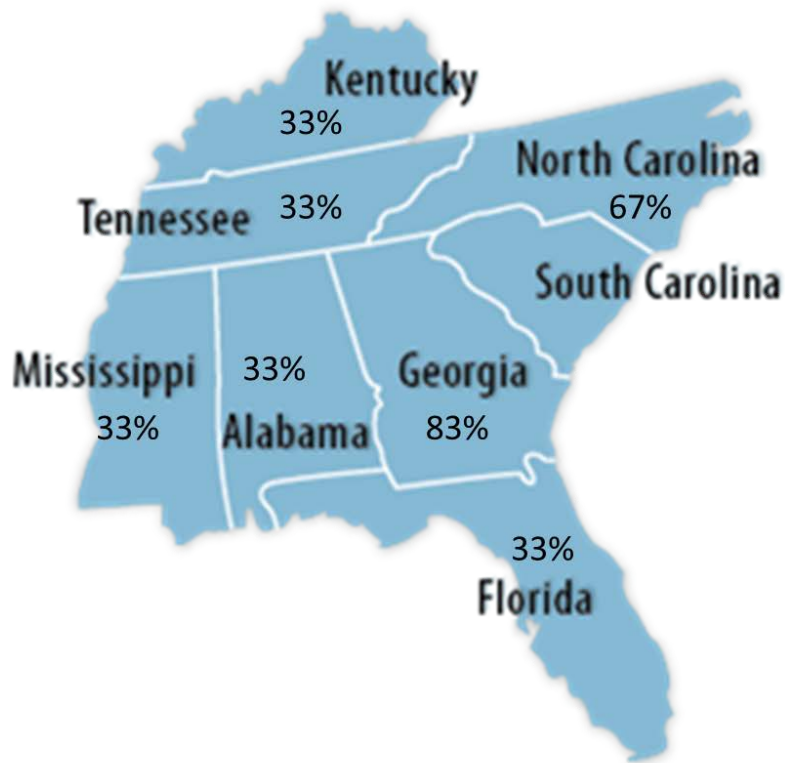 Kentucky
33%
North Carolina
67%
Tennessee 33%
South Carolina
Mississippi
33%
33%
Alabama
Georgia
83%
33%
Florida